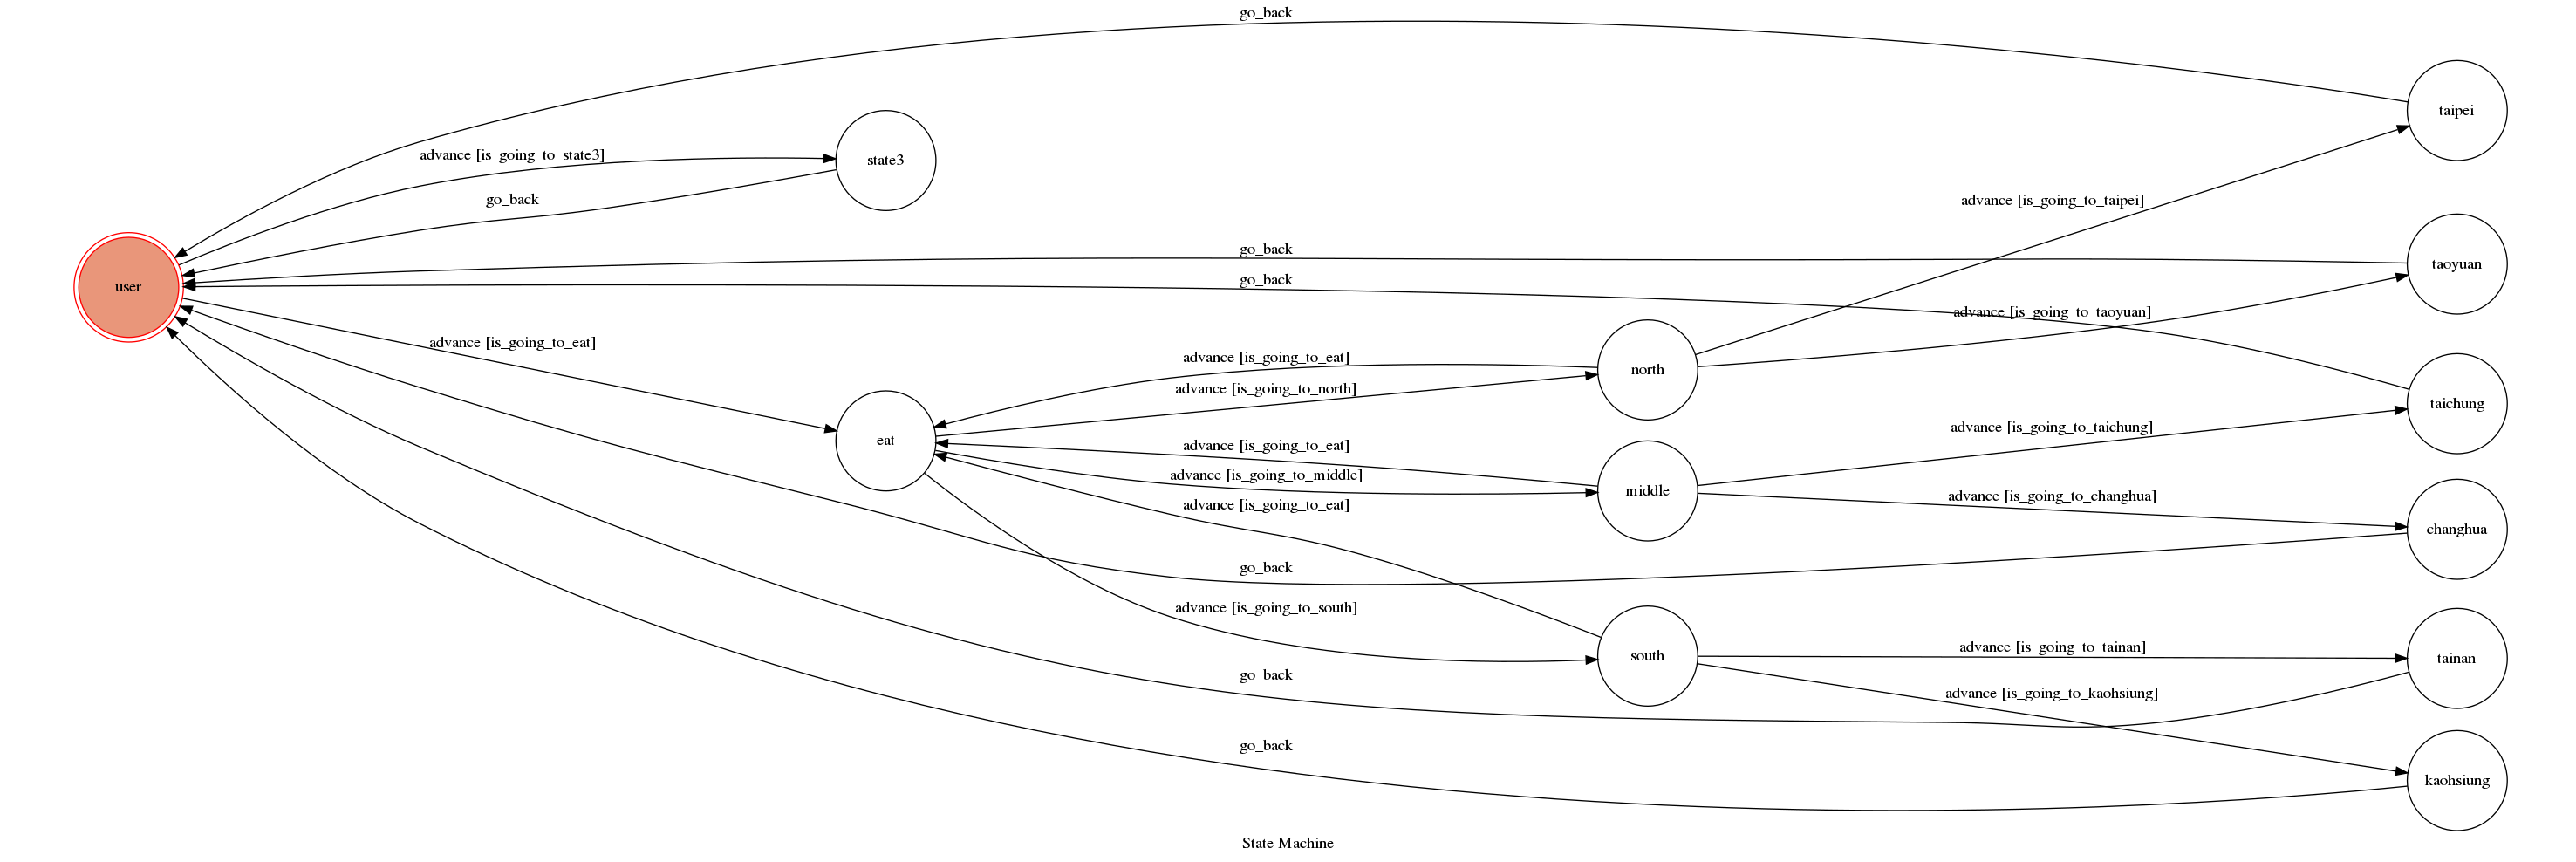 go_back
taipei
advance [is_going_to_state3]
state3
go_back
advance [is_going_to_taipei]
go_back
taoyuan
go_back
user
advance [is_going_to_taoyuan]
advance [is_going_to_eat]
advance [is_going_to_eat]
north
advance [is_going_to_north]
taichung
advance [is_going_to_taichung]
eat
advance [is_going_to_eat]
advance [is_going_to_middle]
middle
advance [is_going_to_changhua]
advance [is_going_to_eat]
changhua
go_back
advance [is_going_to_south]
south
advance [is_going_to_tainan]
tainan
go_back
advance [is_going_to_kaohsiung]
go_back
kaohsiung
State Machine